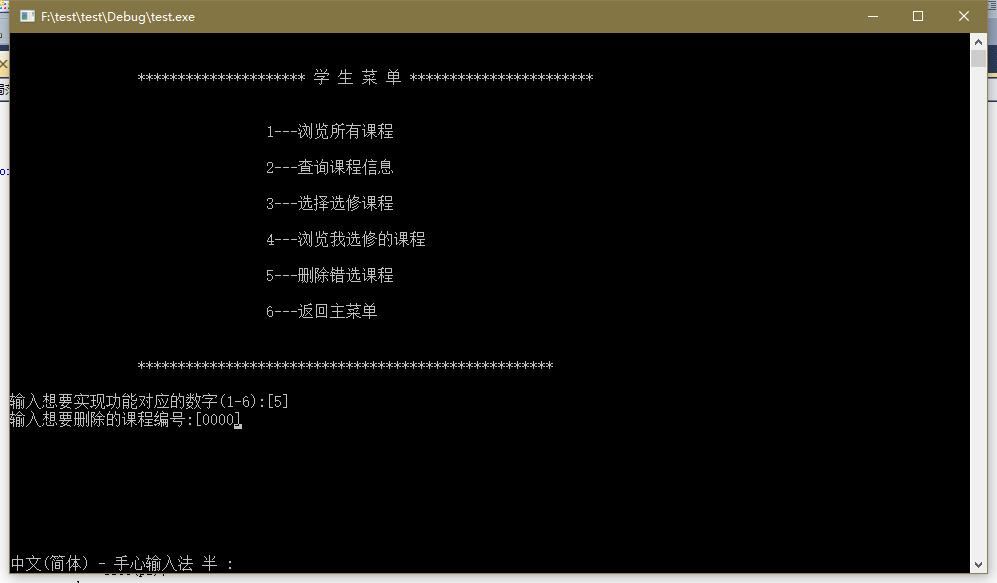 F:\test\test\Debug\test.exe
********************* 学 生 菜 单 ***********************
1---浏览所有课程
2---查询课程信息
3---选择选修课程
4---浏览我选修的课程
5---删除错选课程
6---返回主菜单
****************************************************
输入想要实现功能对应的数字(1-6):[5]
输入想要删除的课程编号:[0000]
中文(简体) - 手心输入法 半 :